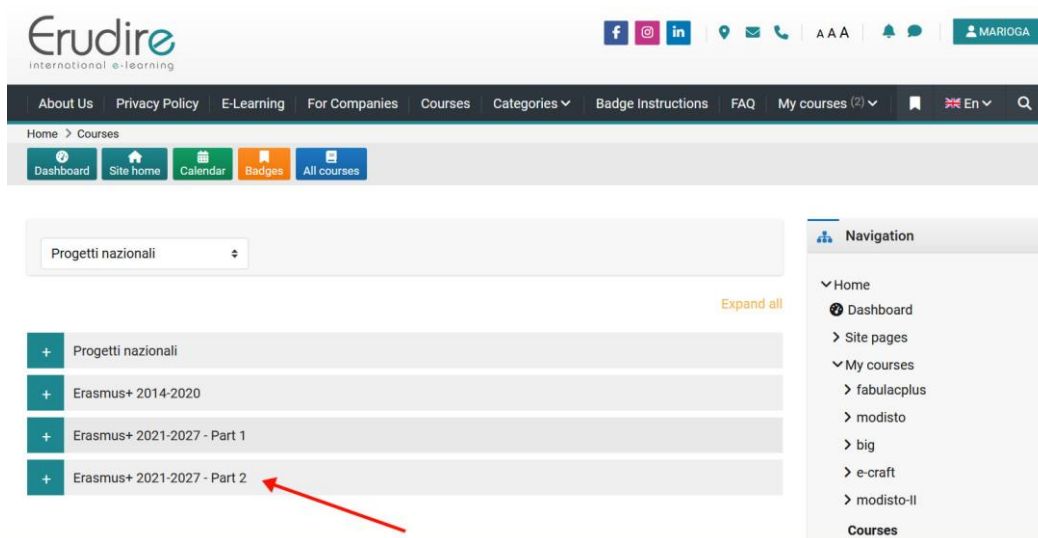 Erudire
international e-learning
A A A
MARIOGA
About Us Privacy Policy E-Learning For Companies Courses Categories Badge Instructions FAQ My courses (2) En
Home > Courses
Dashboard Site home Calendar Badges All courses
Progetti nazionali
Expand all
+ Progetti nazionali
+ Erasmus+ 2014-2020
+ Erasmus+ 2021-2027 - Part 1
+ Erasmus+ 2021-2027 - Part 2
Navigation
Home
Dashboard
Site pages
My courses
fabulacplus
modisto
big
e-craft
modisto-II
Courses